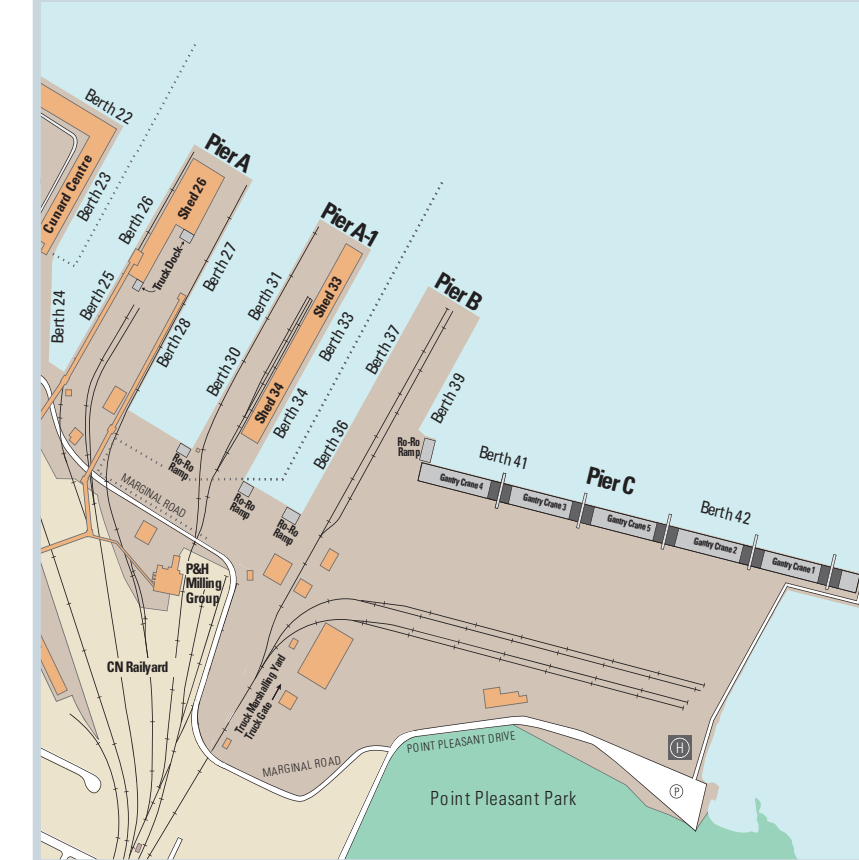 Berth 22
Pier A
Cunard Centre
Berth 23
Berth 26
Shed 26
Pier A-1
Truck Dock
Berth 27
Berth 24
Berth 25
Berth 31
Shed 33
Pier B
Berth 28
Berth 33
Berth 37
Berth 30
Shed 34
Berth 34
Berth 39
Berth 36
Ro-Ro
Ramp
Berth 41
Pier C
Ro-Ro
Ramp
Gantry Crane 4
Gantry Crane 3
Gantry Crane 5
Gantry Crane 2
Gantry Crane 1
Berth 42
MARGINAL ROAD
Ro-Ro
Ramp
Ro-Ro
Ramp
P&H
Milling
Group
CN Railyard
Truck Marshalling Yard
Truck Gate
H
MARGINAL ROAD
POINT PLEASANT DRIVE
P
Point Pleasant Park